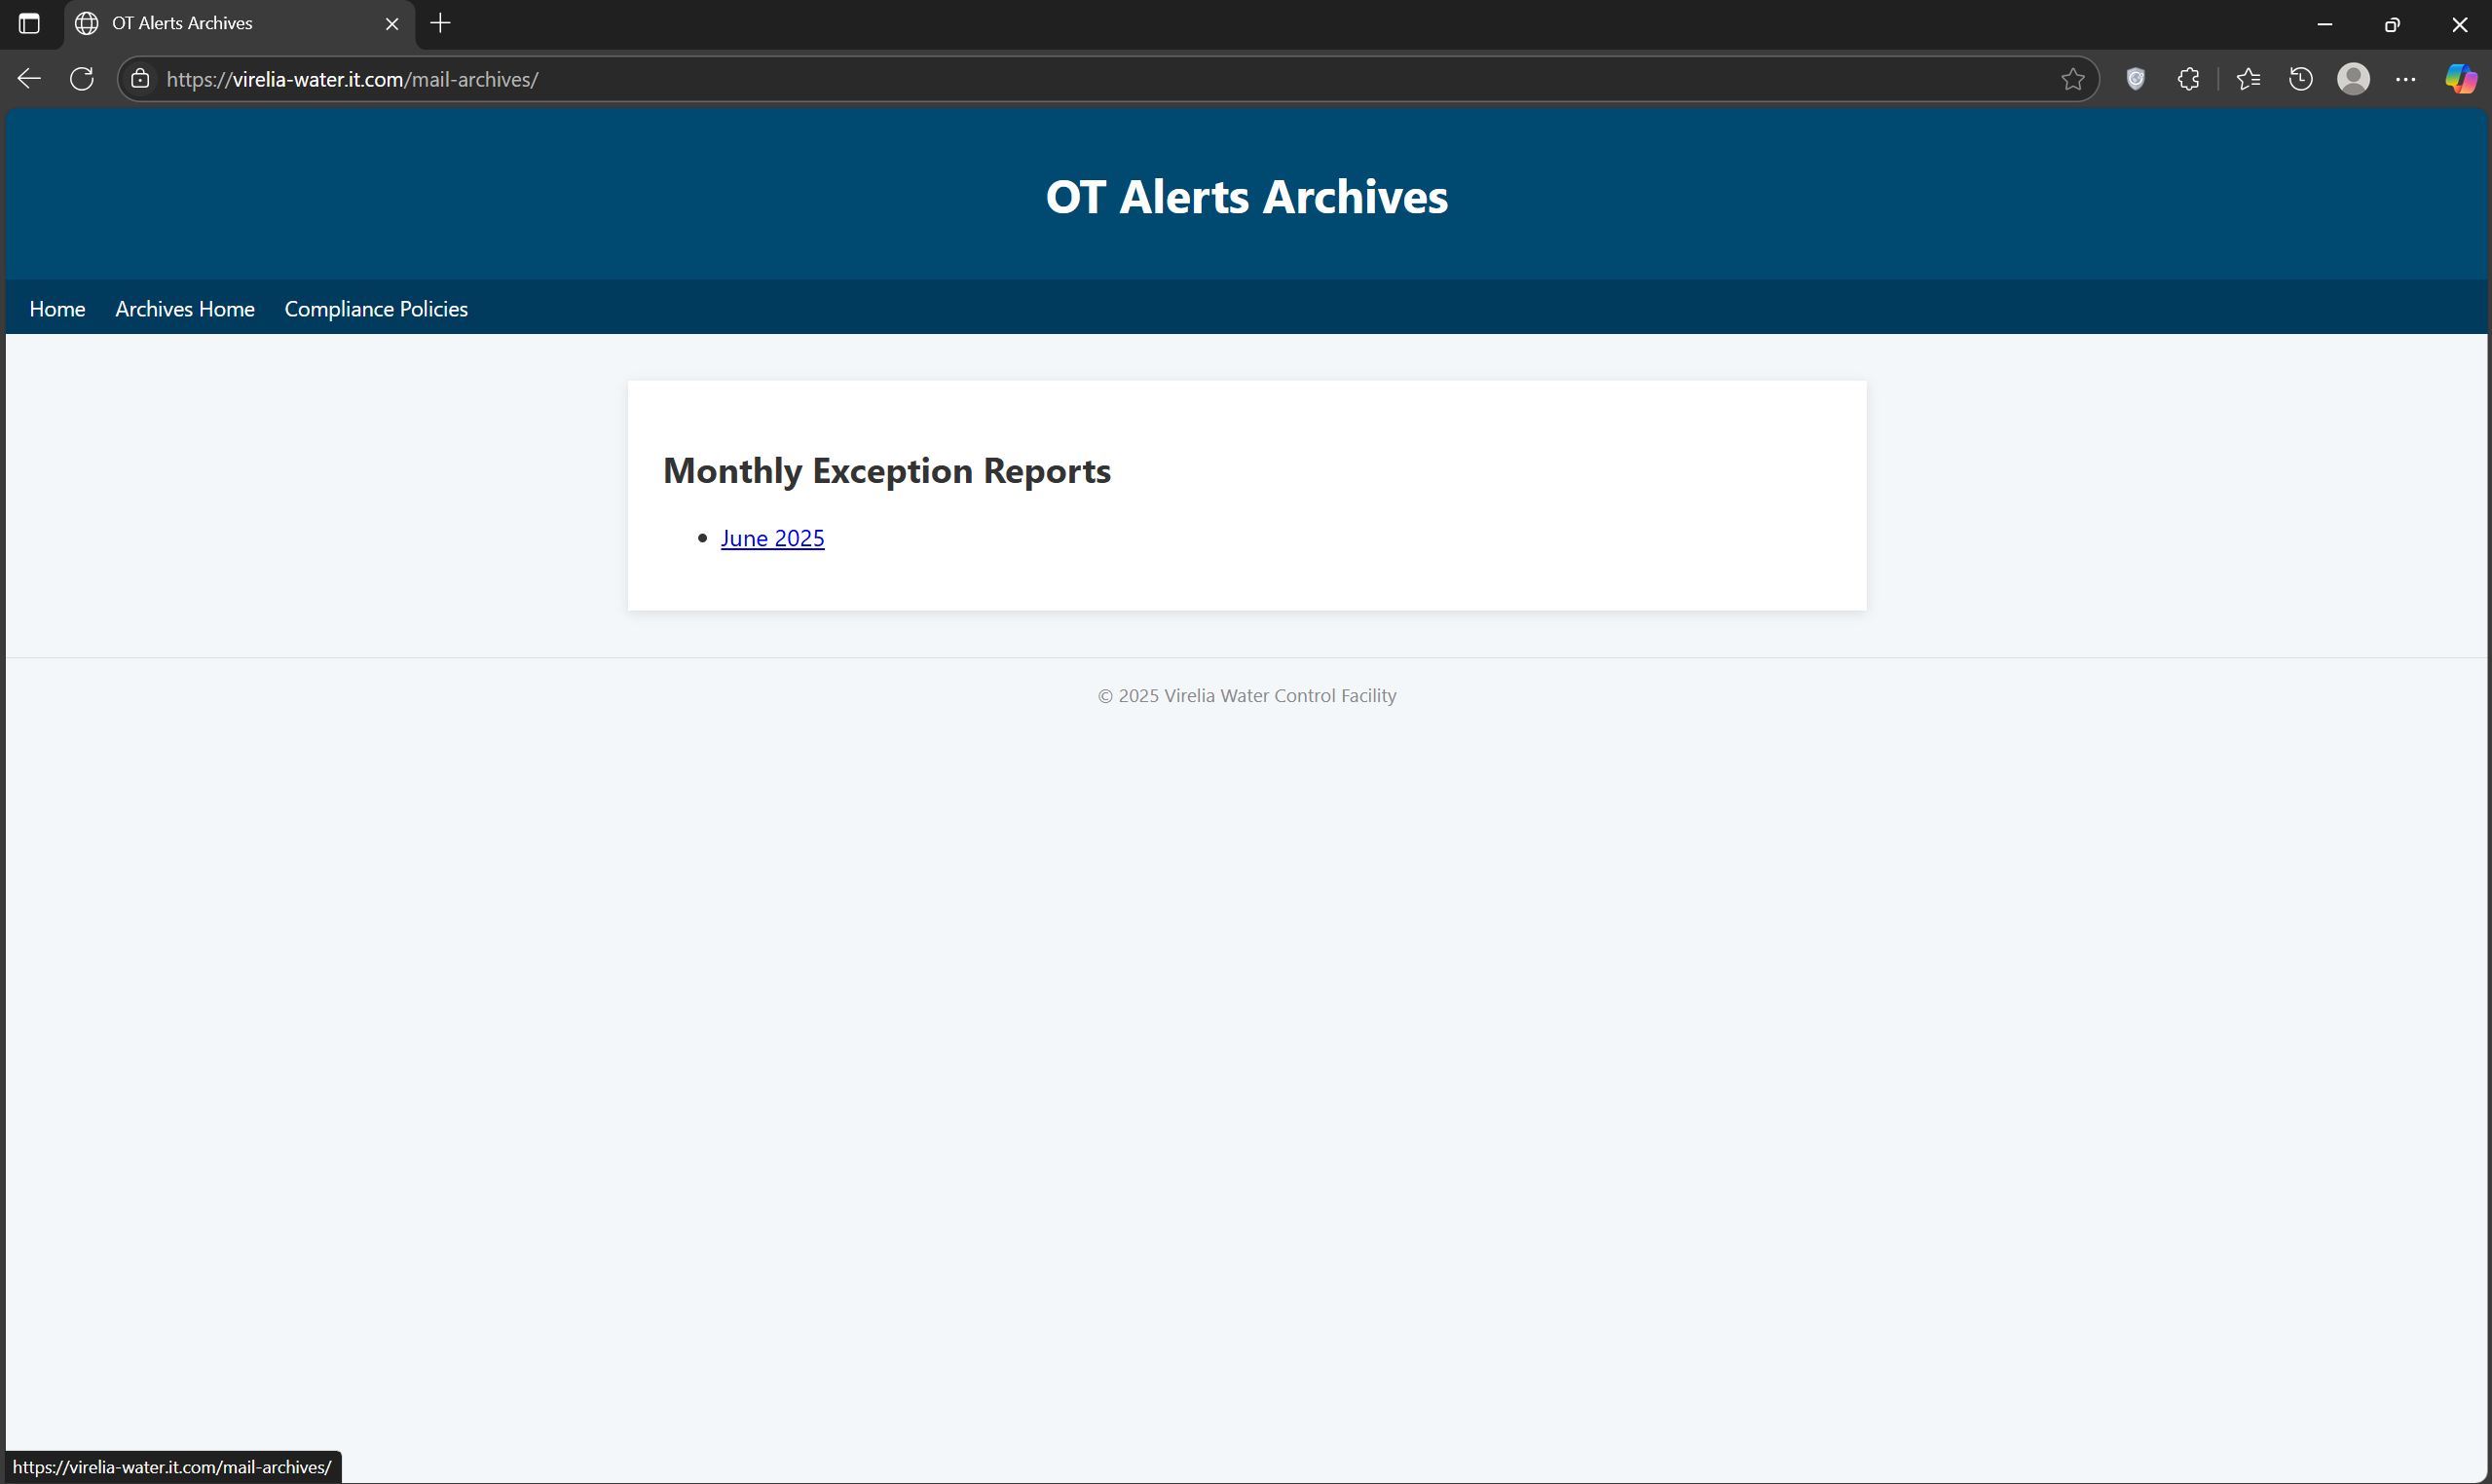 OT Alerts Archives
https://virelia-water.it.com/mail-archives/
OT Alerts Archives
Home Archives Home Compliance Policies
Monthly Exception Reports
• June 2025
© 2025 Virelia Water Control Facility
https://virelia-water.it.com/mail-archives/